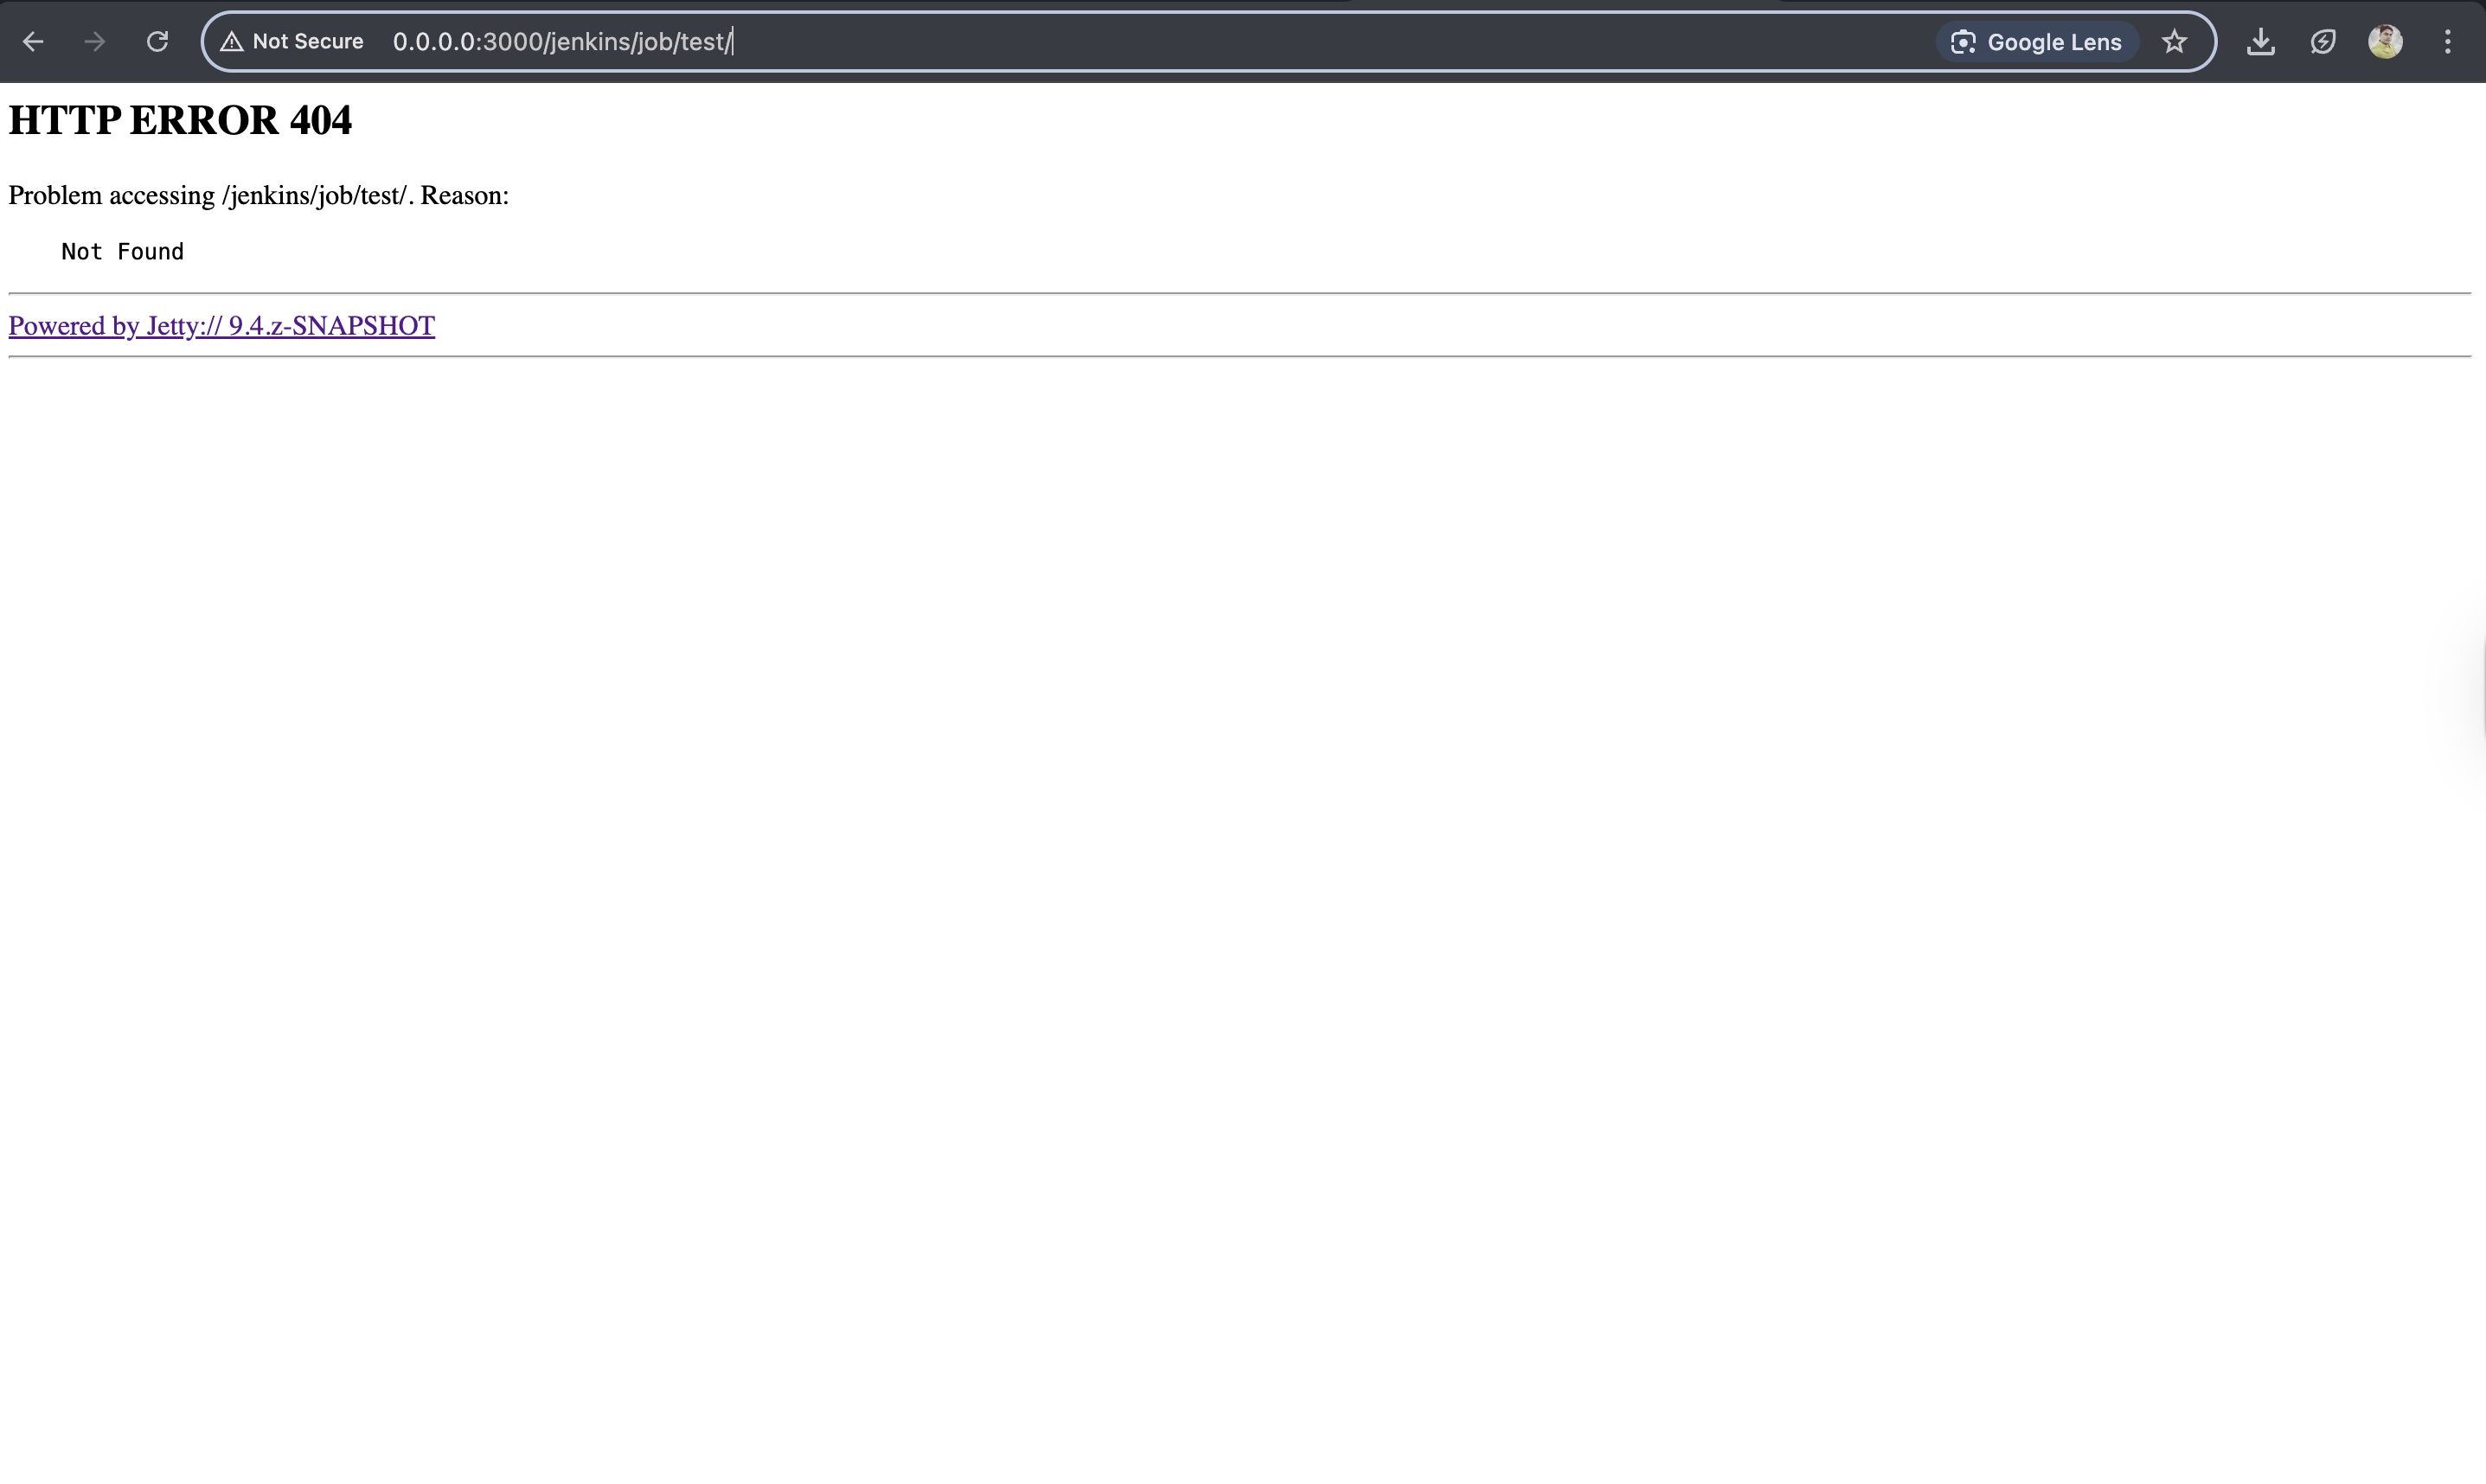 Not Secure 0.0.0.0:3000/jenkins/job/test/ Google Lens
HTTP ERROR 404
Problem accessing /jenkins/job/test/. Reason:
Not Found
Powered by Jetty:// 9.4.z-SNAPSHOT